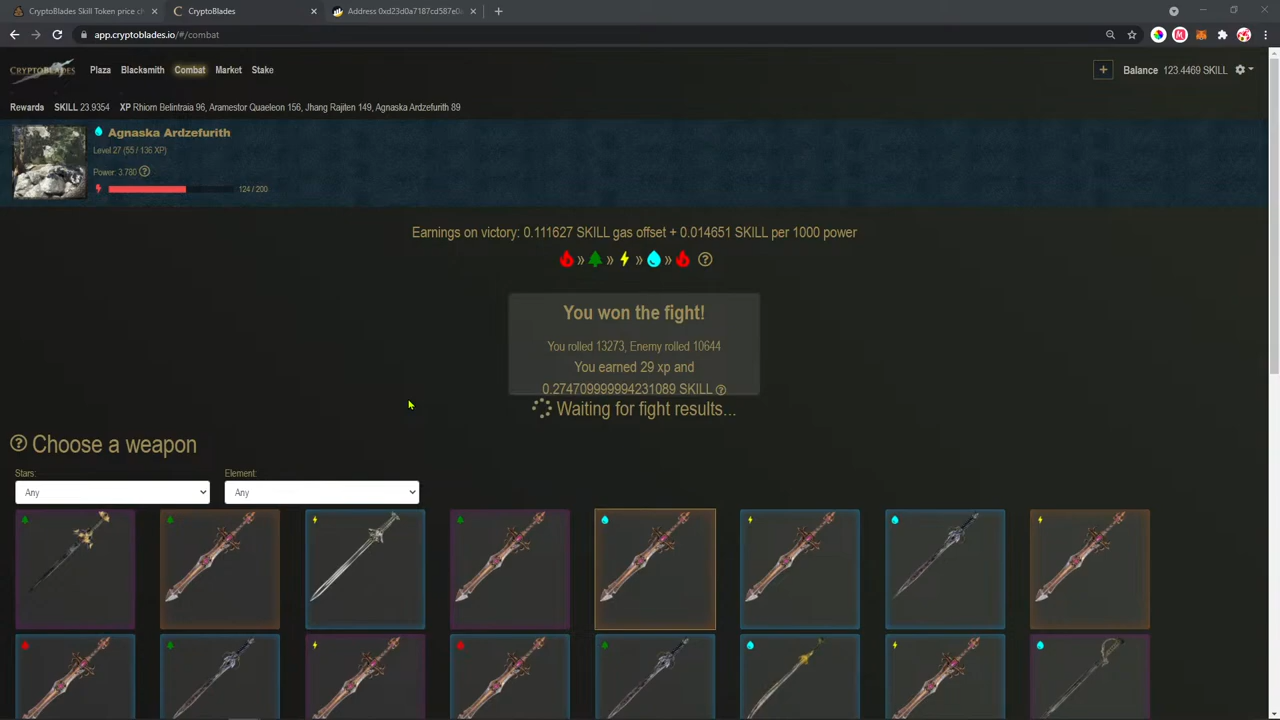 CryptoBlades Skill Token price ch
CryptoBlades
Address 0xd23d0a7187cd587e0a
app.cryptoblades.io/#/combat
CRYPTOBLADES Plaza Blacksmith Combat Market Stake
Balance 123.4469 SKILL
Rewards SKILL 23.9354 XP Rhiorn Belintraia 96, Aramestor Quaeleon 156, Jhang Rajiten 149, Agnaska Ardzefurith 89
Agnaska Ardzefurith
Level 27 (55 / 136 XP)
Power: 3.780 ?
124 / 200
Earnings on victory: 0.111627 SKILL gas offset + 0.014651 SKILL per 1000 power
» » » » ?
You won the fight!
You rolled 13273, Enemy rolled 10644
You earned 29 xp and
0.274709999994231089 SKILL ?
Waiting for fight results...
? Choose a weapon
Stars:
Element:
Any
Any